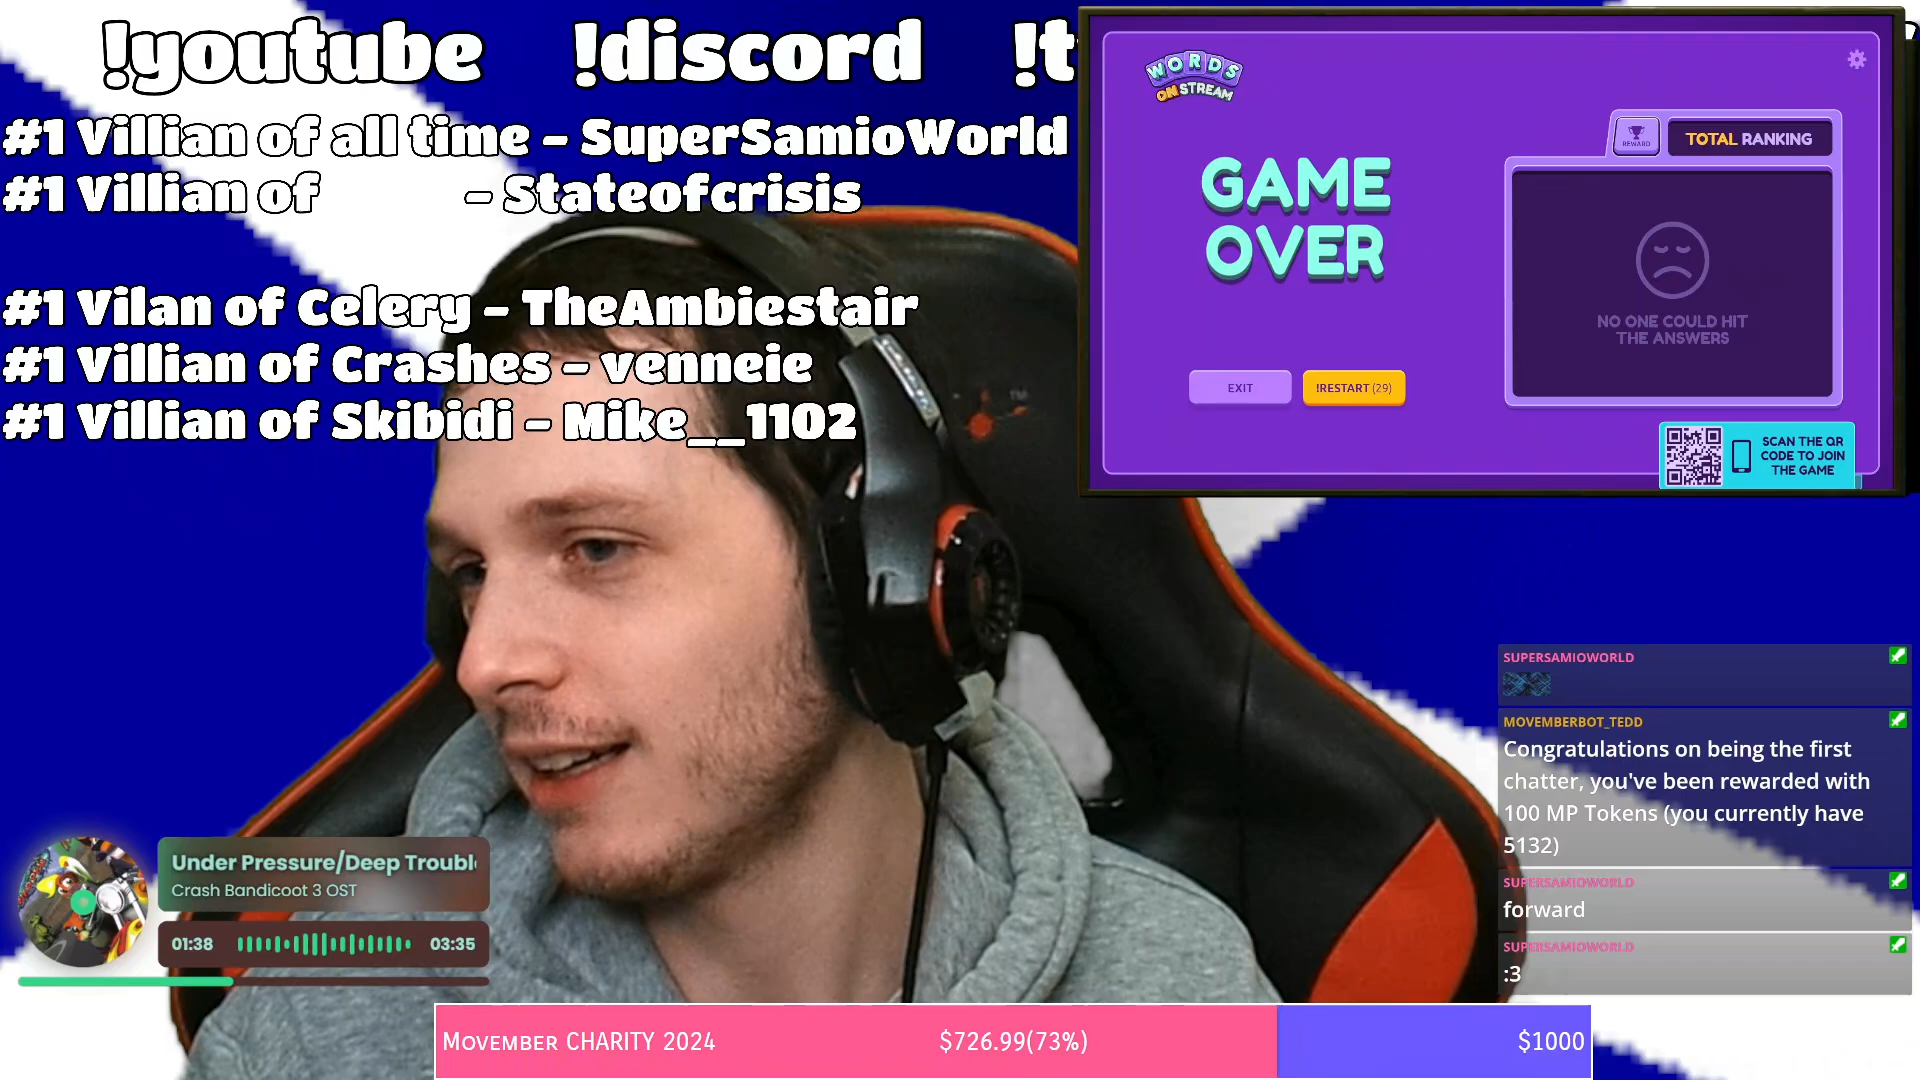 !youtube !discord !t
#1 Villian of all time - SuperSamioWorld
#1 Villian of - Stateofcrisis
#1 Vilan of Celery - TheAmbiestair
#1 Villian of Crashes - venneie
#1 Villian of Skibidi - Mike__1102
WORDS
ON STREAM
GAME
OVER
EXIT
!RESTART (29)
REWARD
TOTAL RANKING
NO ONE COULD HIT
THE ANSWERS
SCAN THE QR
CODE TO JOIN
THE GAME
SUPERSAMIOWORLD
MOVEMBERBOT_TEDD
Congratulations on being the first
chatter, you've been rewarded with
100 MP Tokens (you currently have
5132)
SUPERSAMIOWORLD
forward
SUPERSAMIOWORLD
:3
Under Pressure/Deep Troubl
Crash Bandicoot 3 OST
01:38
03:35
Movember CHARITY 2024 $726.99(73%) $1000